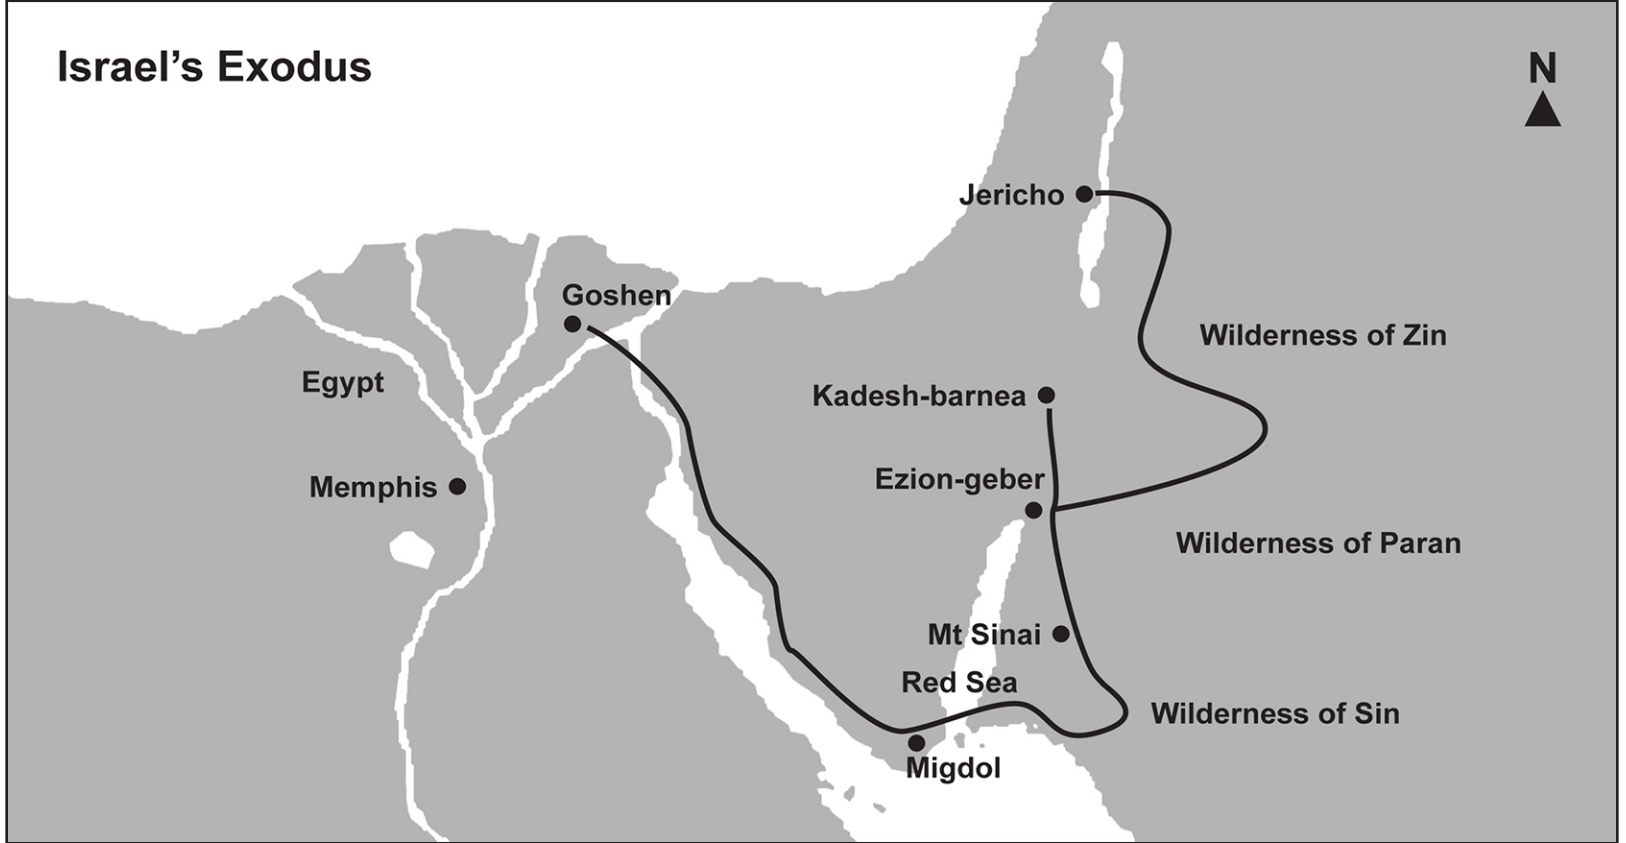 Israel’s Exodus
N
Jericho
Goshen
Wilderness of Zin
Egypt
Kadesh-barnea
Ezion-geber
Memphis
Wilderness of Paran
Mt Sinai
Red Sea
Wilderness of Sin
Migdol